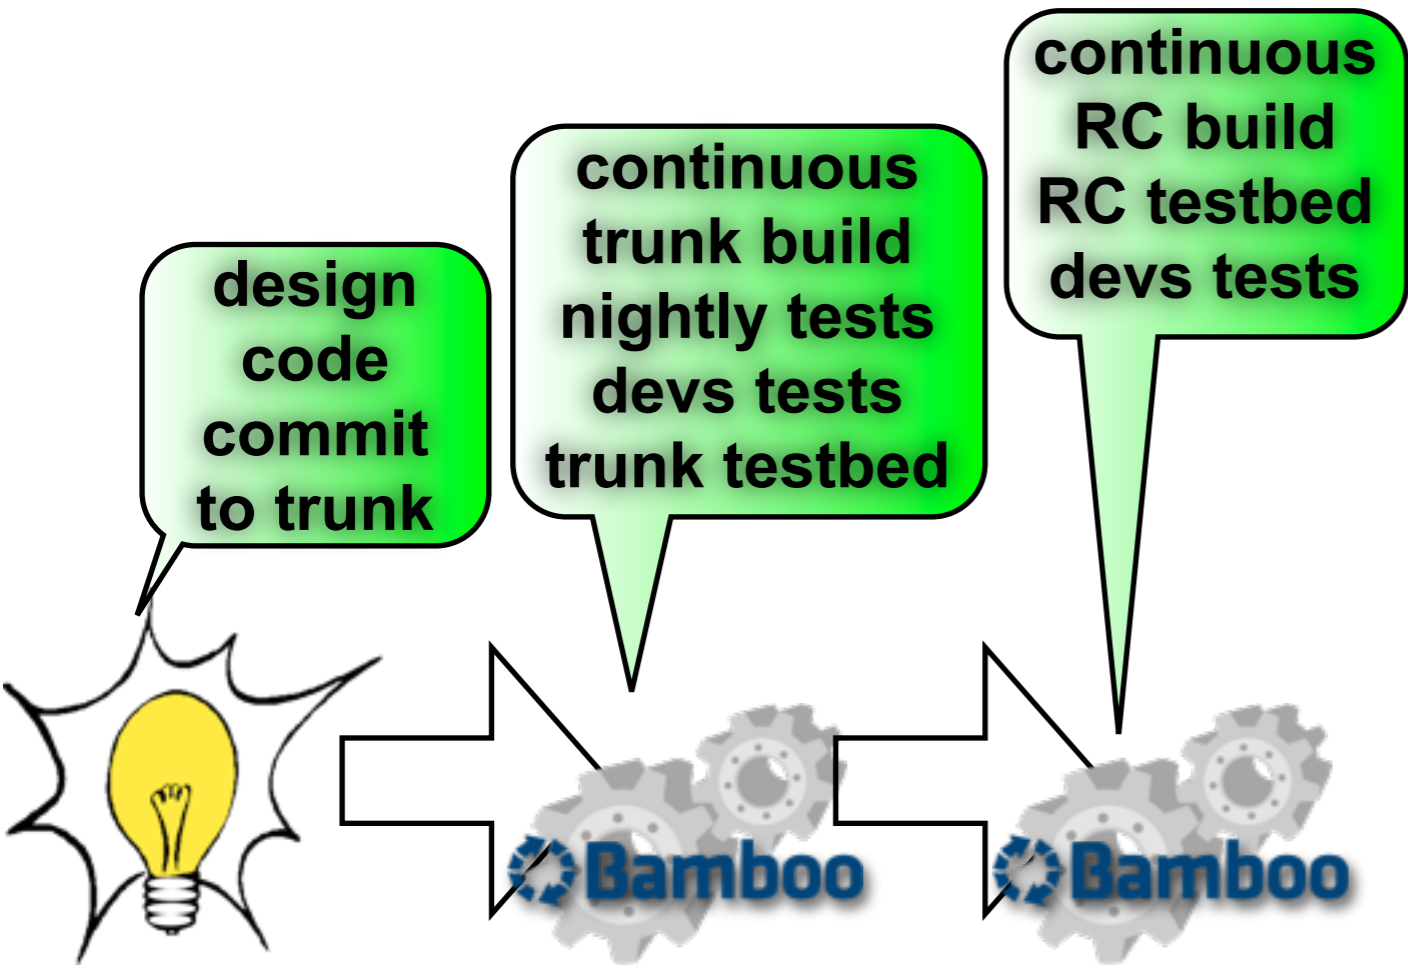 design
code
commit
to trunk
continuous
trunk build
nightly tests
devs tests
trunk testbed
continuous
RC build
RC testbed
devs tests
Bamboo
Bamboo